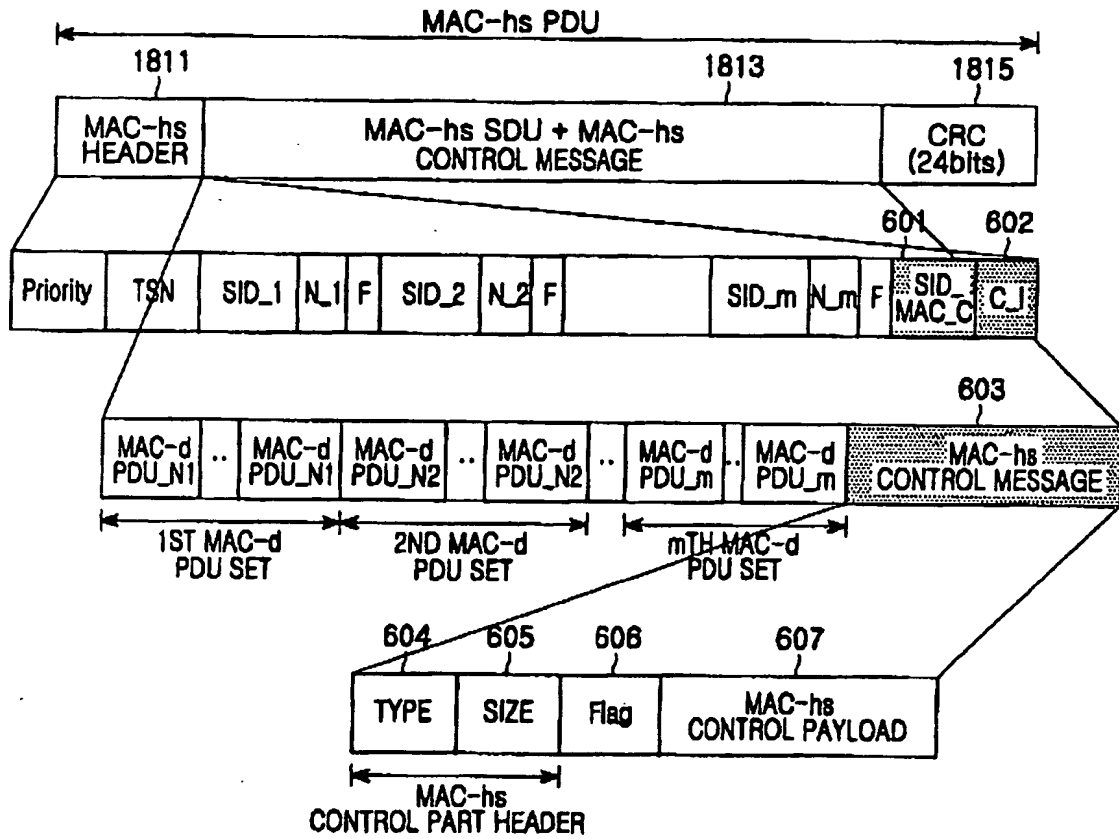 MAC-hs PDU
1811 1813 1815
MAC-hs HEADER
MAC-hs SDU + MAC-hs CONTROL MESSAGE
CRC (24bits)
601 602
Priority TSN SID_1 N_1 F SID_2 N_2 F SID_m N_m F SID_MAC_C C_I
603
MAC-d PDU_N1 .. MAC-d PDU_N1 MAC-d PDU_N2 .. MAC-d PDU_N2 .. MAC-d PDU_m .. MAC-d PDU_m MAC-hs CONTROL MESSAGE
1ST MAC-d PDU SET
2ND MAC-d PDU SET
mTH MAC-d PDU SET
604 605 606 607
TYPE SIZE Flag MAC-hs CONTROL PAYLOAD
MAC-hs CONTROL PART HEADER